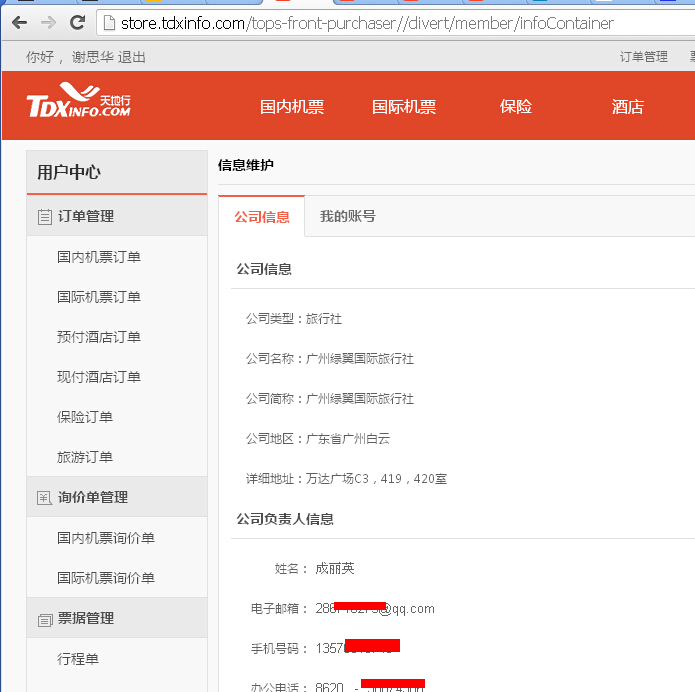 store.tdxinfo.com/tops-front-purchaser//divert/member/infoContainer
你好， 谢思华 退出 订单管理
TDXINFO.COM 天地行
国内机票 国际机票 保险 酒店
用户中心
订单管理
国内机票订单
国际机票订单
预付酒店订单
现付酒店订单
保险订单
旅游订单
询价单管理
国内机票询价单
国际机票询价单
票据管理
行程单
信息维护
公司信息 我的账号
公司信息
公司类型：旅行社
公司名称：广州绿翼国际旅行社
公司简称：广州绿翼国际旅行社
公司地区：广东省广州白云
详细地址：万达广场C3，419，420室
公司负责人信息
姓名： 成丽英
电子邮箱： 286 @qq.com
手机号码： 1357
办公电话： 8620 -